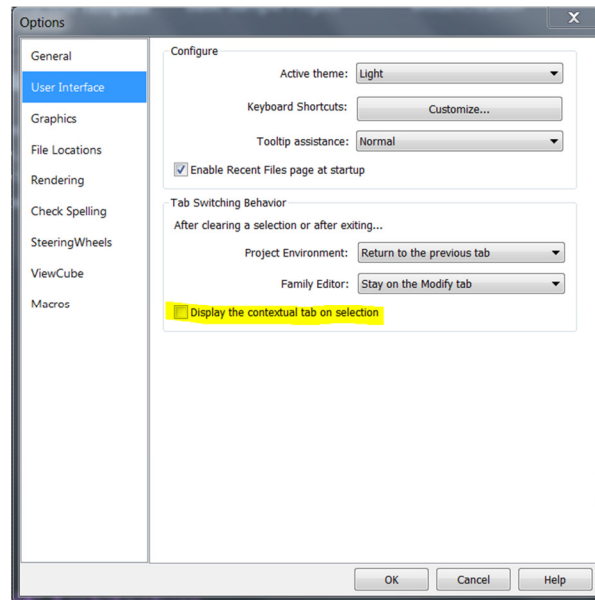 Options
X
General
User Interface
Graphics
File Locations
Rendering
Check Spelling
SteeringWheels
ViewCube
Macros
Configure
Active theme: Light
Keyboard Shortcuts: Customize...
Tooltip assistance: Normal
Enable Recent Files page at startup
Tab Switching Behavior
After clearing a selection or after exiting...
Project Environment: Return to the previous tab
Family Editor: Stay on the Modify tab
Display the contextual tab on selection
OK Cancel Help